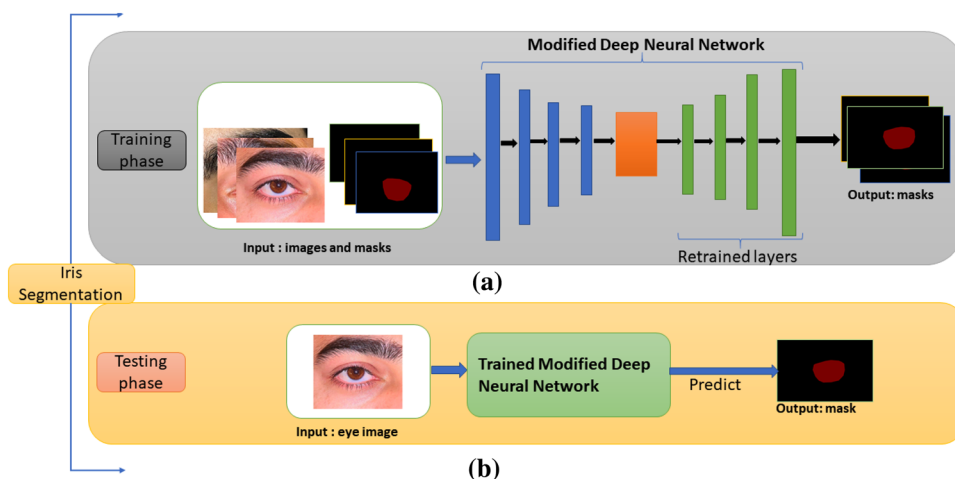 Modified Deep Neural Network
Training
phase
Output: masks
Input : images and masks
Retrained layers
(a)
Iris
Segmentation
Testing
phase
Trained Modified Deep
Neural Network
Predict
Output: mask
Input : eye image
(b)